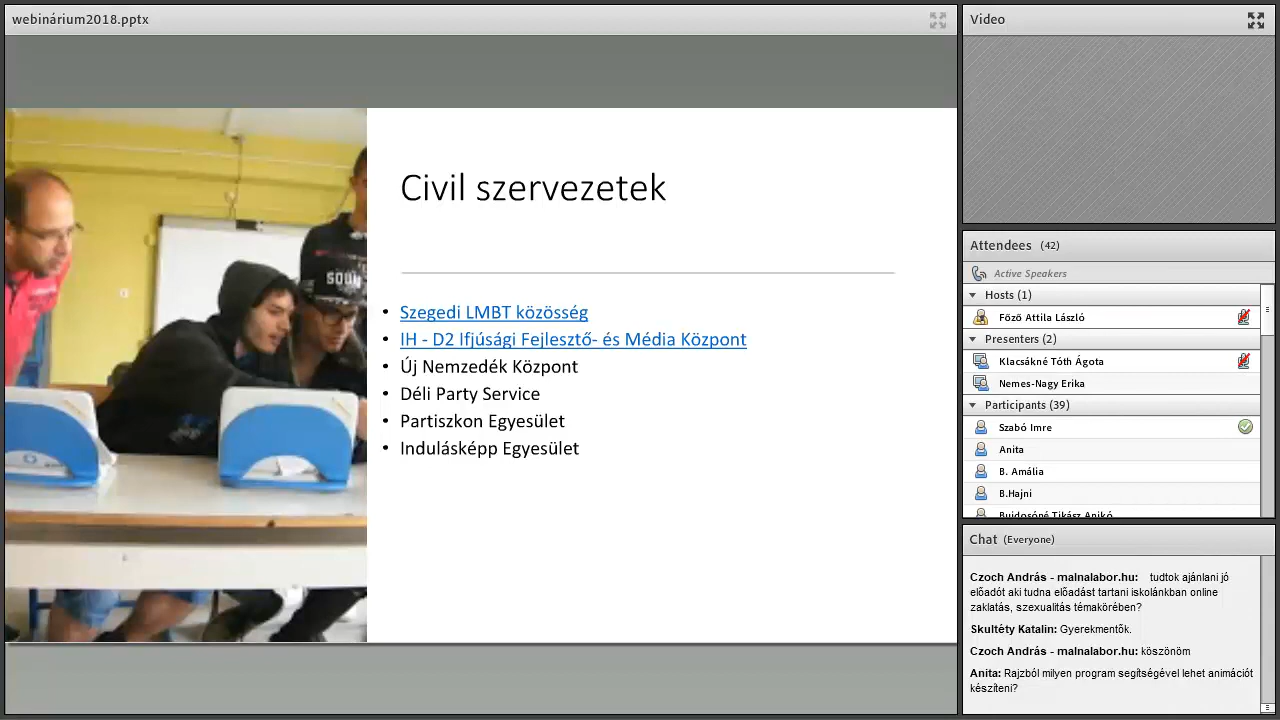 webinárium2018.pptx
Civil szervezetek
• Szegedi LMBT közösség
• IH - D2 Ifjúsági Fejlesztő- és Média Központ
• Új Nemzedék Központ
• Déli Party Service
• Partiszkon Egyesület
• Indulásképp Egyesület
Video
Attendees (42)
Active Speakers
Hosts (1)
Főző Attila László
Presenters (2)
Klacsákné Tóth Ágota
Nemes-Nagy Erika
Participants (39)
Szabó Imre
Anita
B. Amália
B.Hajni
Bujdosóné Tikász Anikó
Chat (Everyone)
Czoch András - malnalabor.hu: tudtok ajánlani jó
előadót aki tudna előadást tartani iskolánkban online
zaklatás, szexualitás témakörében?
Skultéty Katalin: Gyerekmentők.
Czoch András - malnalabor.hu: köszönöm
Anita: Rajzból milyen program segítségével lehet animációt
készíteni?